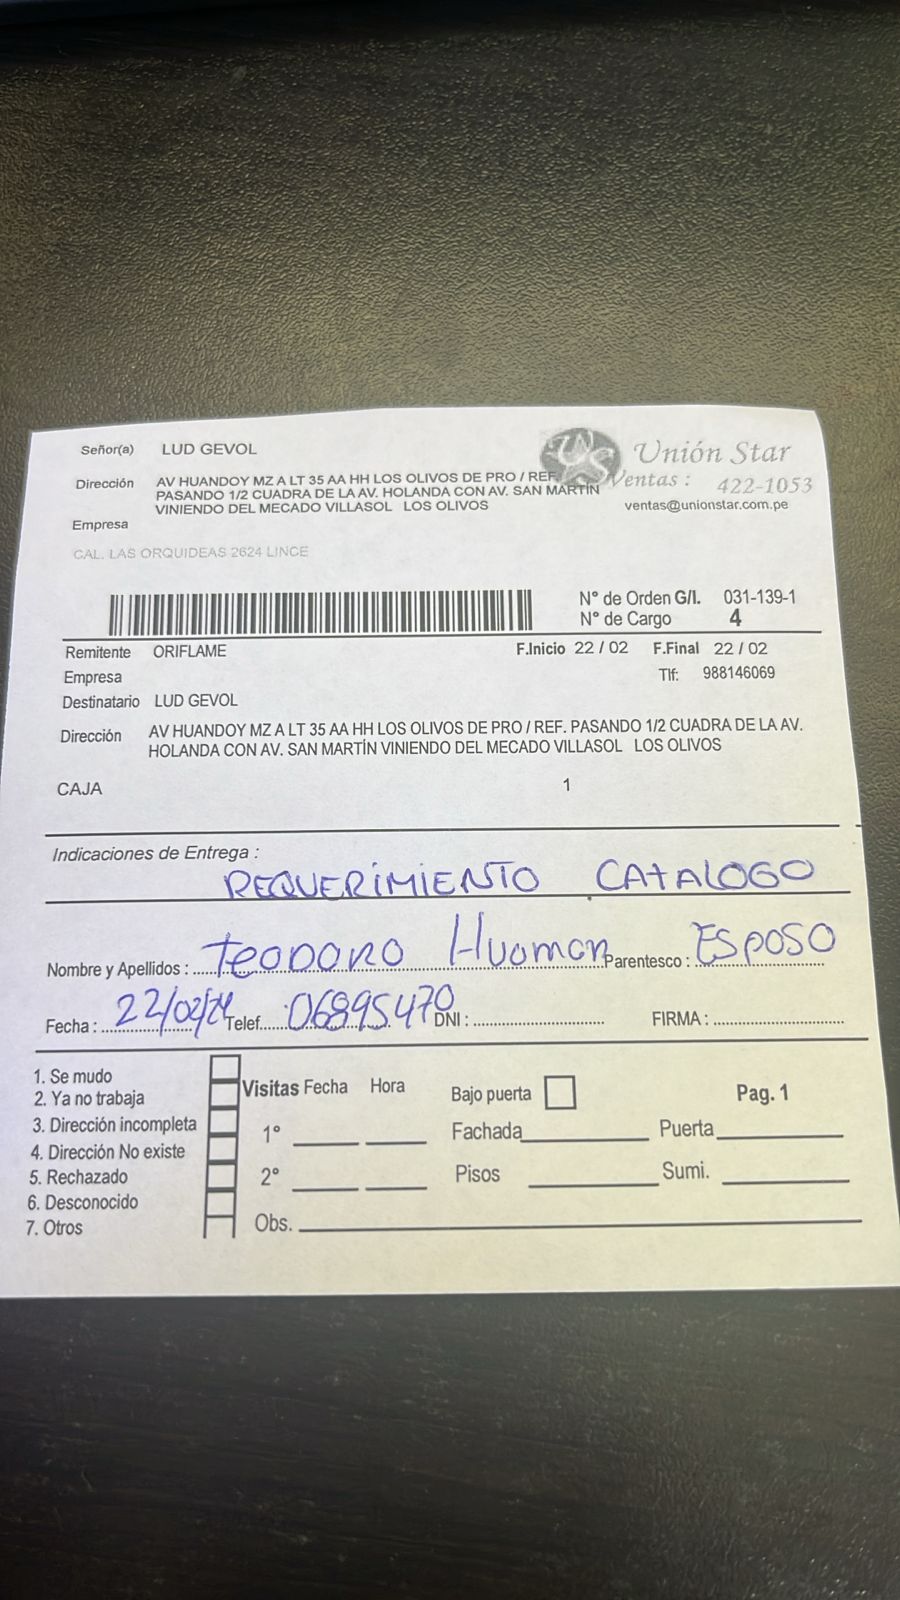 Señor(a) LUD GEVOL
Unión Star
Dirección AV HUANDOY MZ A LT 35 AA HH LOS OLIVOS DE PRO / REF.
PASANDO 1/2 CUADRA DE LA AV. HOLANDA CON AV. SAN MARTÍN
VINIENDO DEL MECADO VILLASOL LOS OLIVOS
Ventas : 422-1053
ventas@unionstar.com.pe
Empresa
CAL. LAS ORQUIDEAS 2624 LINCE
N° de Orden G/I. 031-139-1
N° de Cargo 4
Remitente ORIFLAME F.Inicio 22 / 02 F.Final 22 / 02
Empresa Tlf: 988146069
Destinatario LUD GEVOL
Dirección AV HUANDOY MZ A LT 35 AA HH LOS OLIVOS DE PRO / REF. PASANDO 1/2 CUADRA DE LA AV.
HOLANDA CON AV. SAN MARTÍN VINIENDO DEL MECADO VILLASOL LOS OLIVOS
CAJA 1
Indicaciones de Entrega :
REQUERIMIENTO CATALOGO
Nombre y Apellidos : TEODORO Huaman Parentesco : ESPOSO
Fecha : 22/02/24 Telef. 06895470 DNI : FIRMA :
1. Se mudo
2. Ya no trabaja
3. Dirección incompleta
4. Dirección No existe
5. Rechazado
6. Desconocido
7. Otros
Visitas Fecha Hora Bajo puerta Pag. 1
1° Fachada Puerta
2° Pisos Sumi.
Obs.